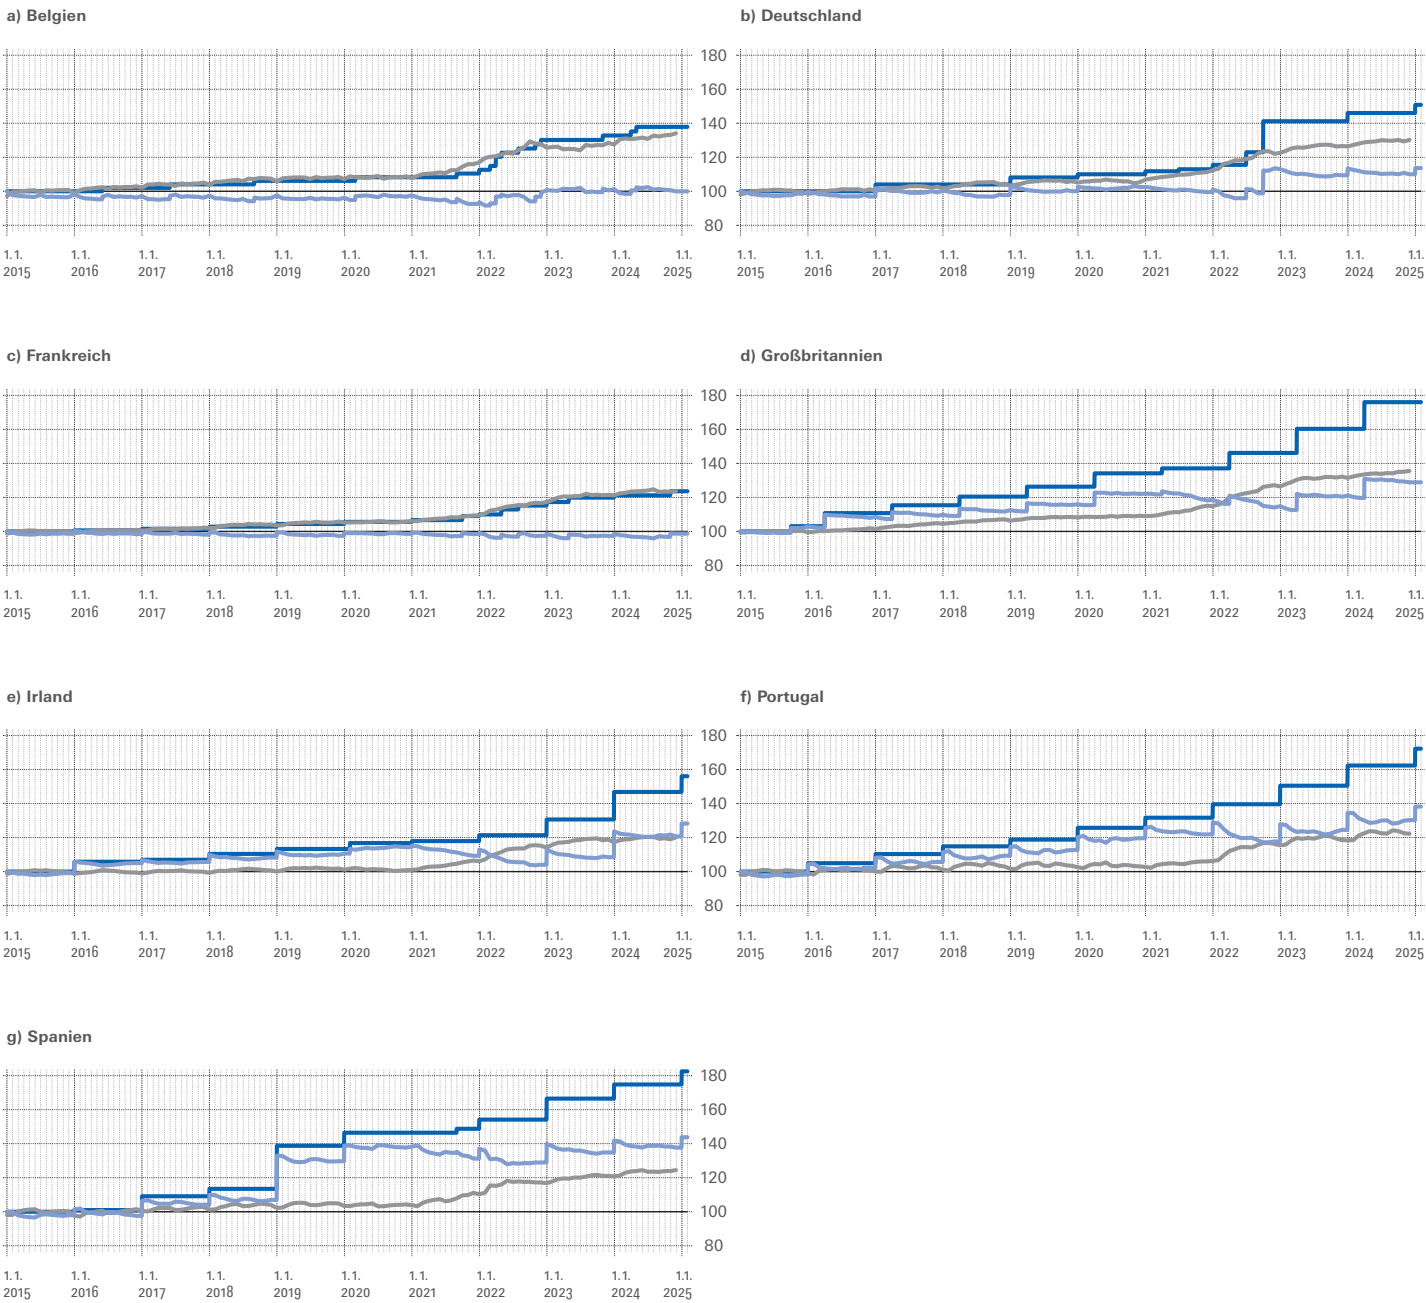 a) Belgien
b) Deutschland
180
160
140
120
100
80
1.1. 1.1. 1.1. 1.1. 1.1. 1.1. 1.1. 1.1. 1.1. 1.1. 1.1.
2015 2016 2017 2018 2019 2020 2021 2022 2023 2024 2025
1.1. 1.1. 1.1. 1.1. 1.1. 1.1. 1.1. 1.1. 1.1. 1.1. 1.1.
2015 2016 2017 2018 2019 2020 2021 2022 2023 2024 2025
c) Frankreich
d) Großbritannien
180
160
140
120
100
80
1.1. 1.1. 1.1. 1.1. 1.1. 1.1. 1.1. 1.1. 1.1. 1.1. 1.1.
2015 2016 2017 2018 2019 2020 2021 2022 2023 2024 2025
1.1. 1.1. 1.1. 1.1. 1.1. 1.1. 1.1. 1.1. 1.1. 1.1. 1.1.
2015 2016 2017 2018 2019 2020 2021 2022 2023 2024 2025
e) Irland
f) Portugal
180
160
140
120
100
80
1.1. 1.1. 1.1. 1.1. 1.1. 1.1. 1.1. 1.1. 1.1. 1.1. 1.1.
2015 2016 2017 2018 2019 2020 2021 2022 2023 2024 2025
1.1. 1.1. 1.1. 1.1. 1.1. 1.1. 1.1. 1.1. 1.1. 1.1. 1.1.
2015 2016 2017 2018 2019 2020 2021 2022 2023 2024 2025
g) Spanien
180
160
140
120
100
80
1.1. 1.1. 1.1. 1.1. 1.1. 1.1. 1.1. 1.1. 1.1. 1.1. 1.1.
2015 2016 2017 2018 2019 2020 2021 2022 2023 2024 2025